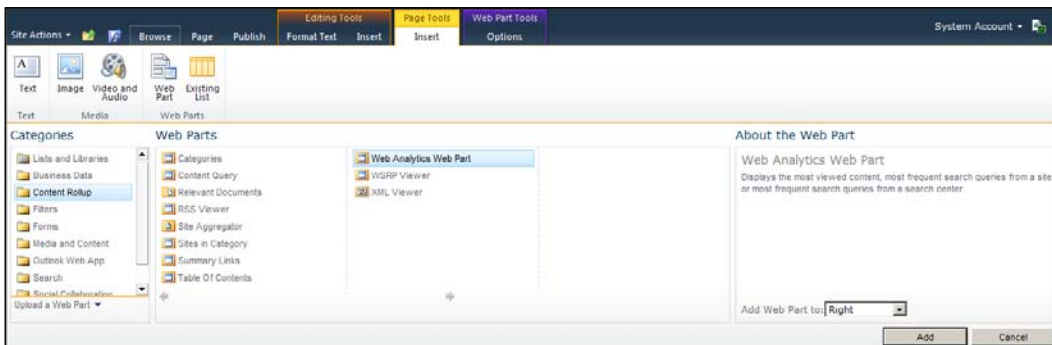 Editing Tools Page Tools Web Part Tools
Site Actions Browse Page Publish Format Text Insert Insert Options System Account
A
Text Image Video and Audio Web Part Existing List
Text Media Web Parts
Categories Web Parts About the Web Part
Lists and Libraries Categories Web Analytics Web Part Web Analytics Web Part
Business Data Content Query WSRP Viewer Displays the most viewed content, most frequent search queries from a site
Content Rollup Relevant Documents XML Viewer or most frequent search queries from a search center
Filters RSS Viewer
Forms Site Aggregator
Media and Content Sites in Category
Outlook Web App Summary Links
Search Table Of Contents
Social Collaboration
Upload a Web Part Add Web Part to: Right
Add Cancel